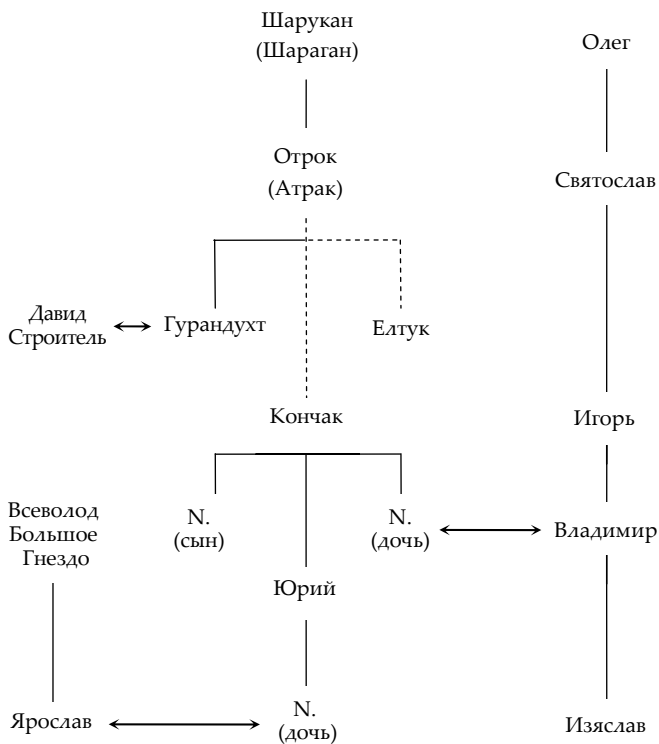 Шарукан
(Шараган)
Олег
Отрок
(Атрак)
Святослав
Давид
Строитель
Гурандухт
Елтук
Кончак
Игорь
Всеволод
Большое
Гнездо
N.
(сын)
N.
(дочь)
Владимир
Юрий
Ярослав
N.
(дочь)
Изяслав